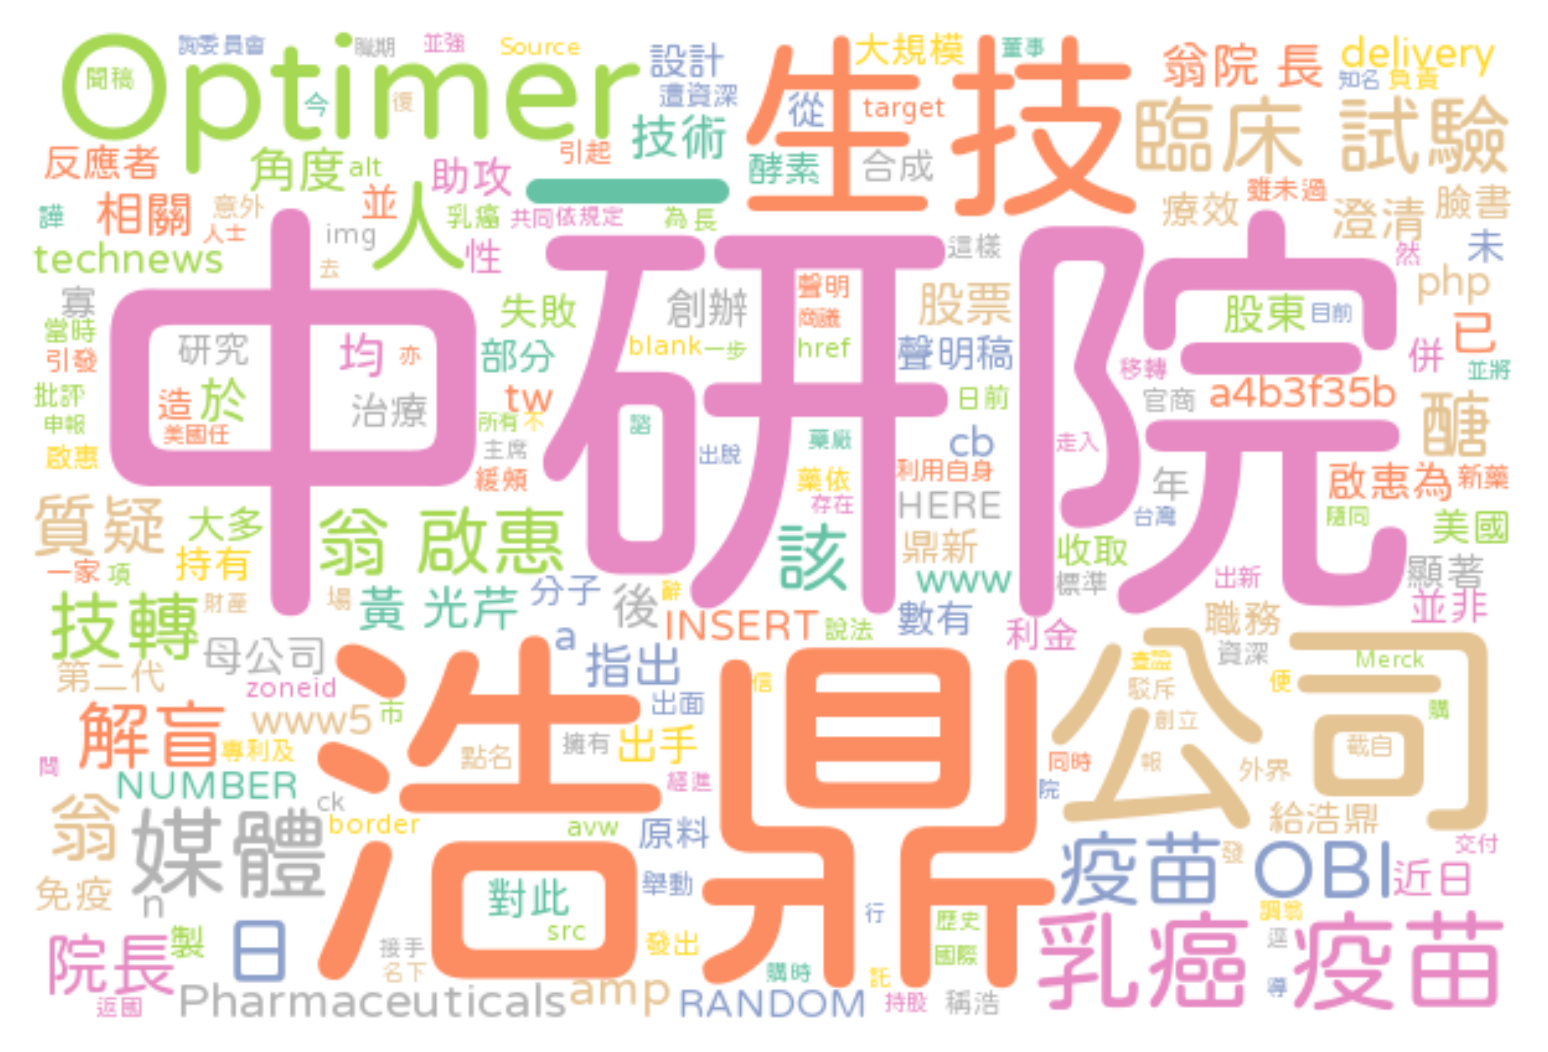 Optimer
詢委員會
職期
並強
Source
設計
大規模
董事
翁院 長
delivery
知名
負責
聞稿
今
復
遭資深
從
target
生技
臨床 試驗
反應者
角度
alt
助攻
引起
技術
酵素
合成
一
雖未過
療效
澄清
臉書
譁
相關
意外
人士
並
人
乳癌
共同依規定
為 長
未
technews
去
img
性
這樣
然
php
中研院
寡
當時
引發
批評
申報
啟惠
研究
均
亦
造
於
美國任
治療
失敗
部分
tw
所有
不
主席
緩頰
創辦
blank
一步
諮
出脫
聲明
商議
href
藥廠
藥依
存在
股票
聲明稿
日前
cb
利用自身
HERE
股東
目前
移轉
官商
a4b3f35b
走入
併
已
並將
醣
年
啟惠為
新藥
台灣
隨同
美國
質疑
大多
持有
一家
項
翁 啟惠
該
鼎新
www
收取
標準
出新
顯著
並非
技轉
財產
場
黃 光芹
分子
後
辭
INSERT
說法
數有
利金
職務
資深
母公司
第二代
zoneid
a
指出
浩鼎
公司
查證
駁斥
Merck
便
購
解盲
www5
市
專利及
出面
信
創立
截自
問
NUMBER
點名
擁有
出手
經進
同時
報
外界
院
翁
媒體
ck
border
avw
原料
給浩鼎
交付
免疫
n
對此
src
舉動
行
疫苗
發
OBI
近日
調翁
院長
製
日
接手
名下
發出
歷史
國際
乳癌 疫苗
逕
導
返國
Pharmaceuticals
amp
購時
RANDOM
託
持股
稱浩